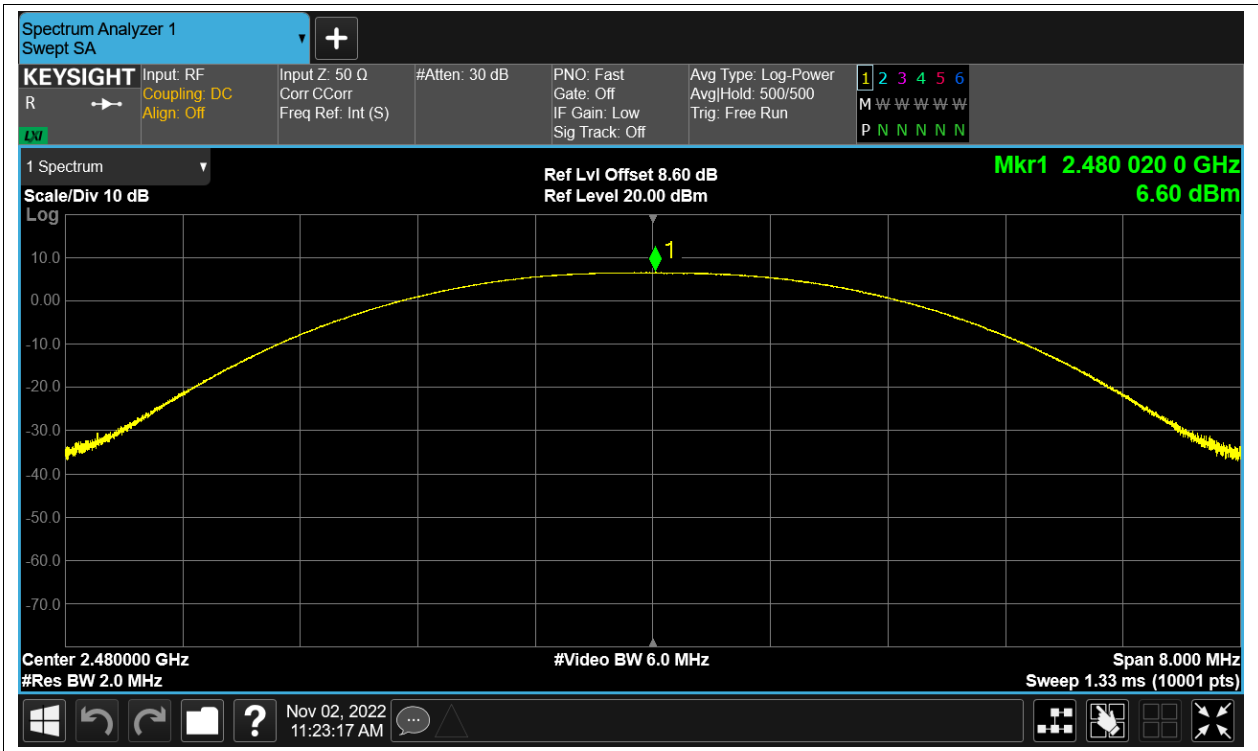 Spectrum Analyzer 1
Swept SA
KEYSIGHT
R
LXI
Input: RF
Coupling: DC
Align: Off
Input Z: 50 Ω
Corr CCorr
Freq Ref: Int (S)
#Atten: 30 dB
PNO: Fast
Gate: Off
IF Gain: Low
Sig Track: Off
Avg Type: Log-Power
Avg|Hold: 500/500
Trig: Free Run
1 2 3 4 5 6
M W W W W W
P N N N N N
1 Spectrum
Scale/Div 10 dB
Log
Ref Lvl Offset 8.60 dB
Ref Level 20.00 dBm
Mkr1 2.480 020 0 GHz
6.60 dBm
1
10.0
0.00
-10.0
-20.0
-30.0
-40.0
-50.0
-60.0
-70.0
Center 2.480000 GHz
#Res BW 2.0 MHz
#Video BW 6.0 MHz
Span 8.000 MHz
Sweep 1.33 ms (10001 pts)
?
Nov 02, 2022
11:23:17 AM